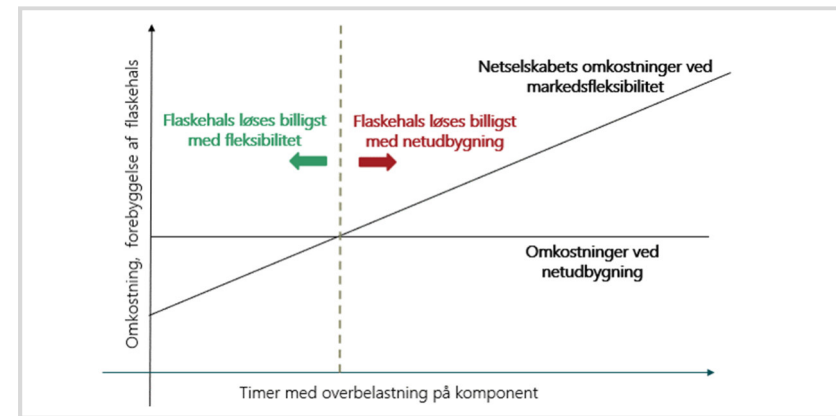 Omkostning, forebyggelse af flaskehals
Netselskabets omkostninger ved
markedsfleksibilitet
Flaskehals løses billigst
med fleksibilitet
Flaskehals løses billigst
med netudbygning
Omkostninger ved
netudbygning
Timer med overbelastning på komponent